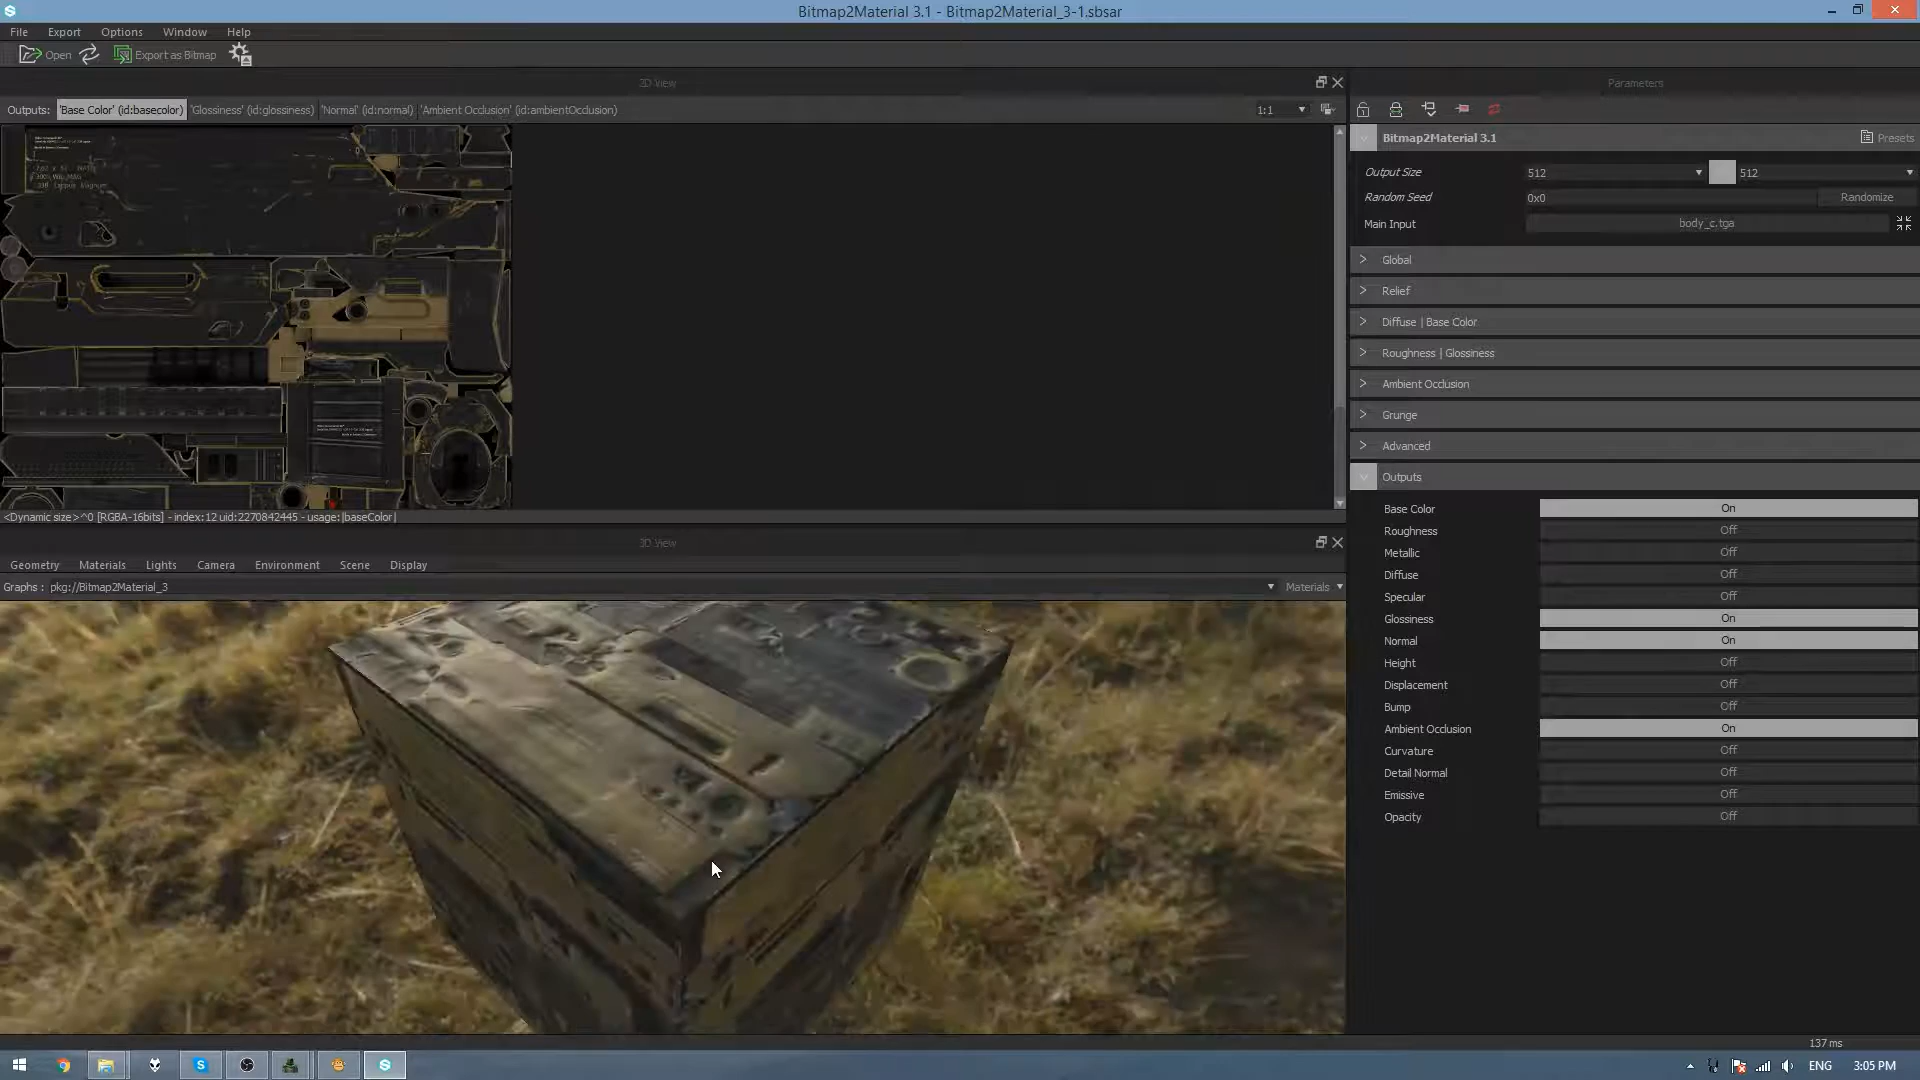 Bitmap2Material 3.1 - Bitmap2Material_3-1.sbsar
File Export Options Window Help
Open Export as Bitmap
2D View
Parameters
Outputs: 'Base Color' (id:basecolor) 'Glossiness' (id:glossiness) 'Normal' (id:normal) 'Ambient Occlusion' (id:ambientOcclusion) 1:1
Bitmap2Material 3.1 Presets
Output Size 512 512
Random Seed 0x0 Randomize
Main Input body_c.tga
Global
Relief
Diffuse | Base Color
Roughness | Glossiness
Ambient Occlusion
Grunge
Advanced
Outputs
Base Color On
Roughness Off
Metallic Off
Diffuse Off
Specular Off
Glossiness On
Normal On
Height Off
Displacement Off
Bump Off
Ambient Occlusion On
Curvature Off
Detail Normal Off
Emissive Off
Opacity Off
<Dynamic size>^0 [RGBA-16bits] - index:12 uid:2270842445 - usage:|baseColor|
3D View
Geometry Materials Lights Camera Environment Scene Display
Graphs : pkg://Bitmap2Material_3 Materials
137 ms
ENG 3:05 PM